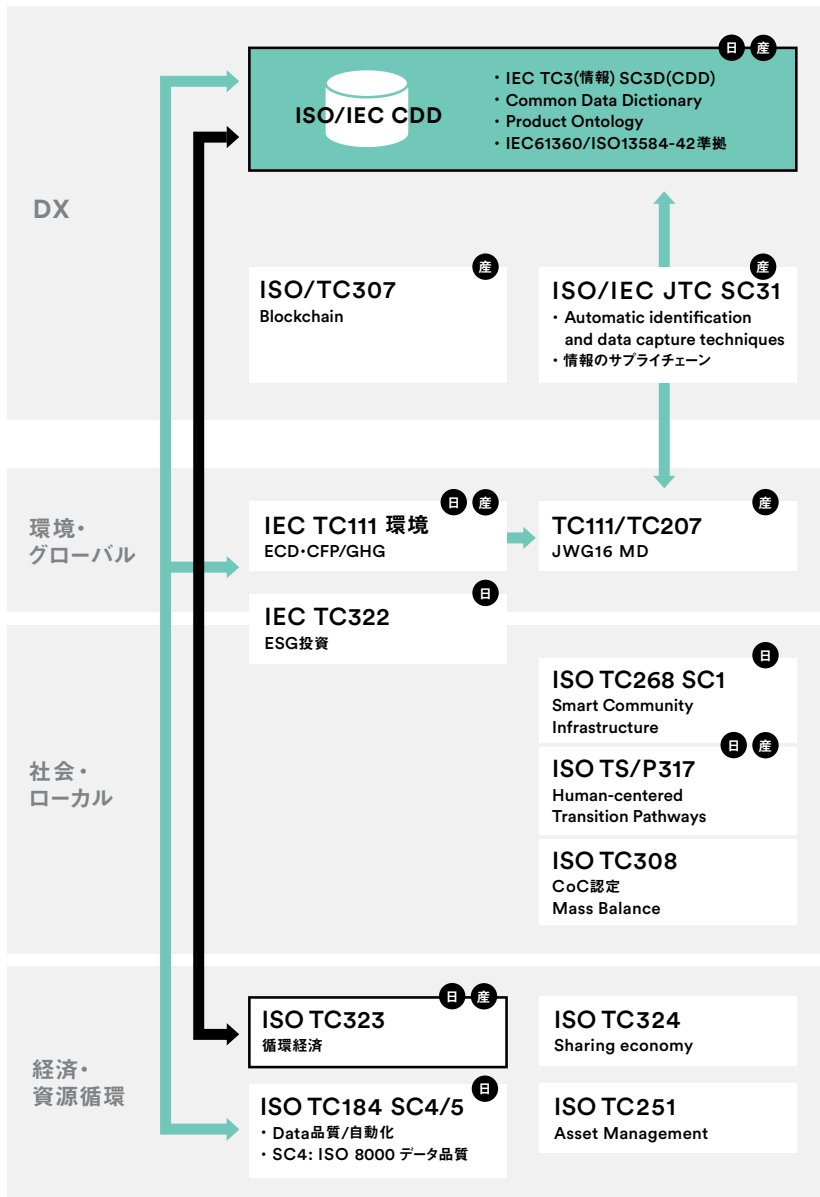 DX
日 産
ISO/IEC CDD
・IEC TC3(情報) SC3D(CDD)
・Common Data Dictionary
・Product Ontology
・IEC61360/ISO13584-42準拠
産
ISO/TC307
Blockchain
産
ISO/IEC JTC SC31
・Automatic identification
and data capture techniques
・情報のサプライチェーン
環境・
グローバル
日 産
IEC TC111 環境
ECD・CFP/GHG
産
TC111/TC207
JWG16 MD
日
IEC TC322
ESG投資
社会・
ローカル
日
ISO TC268 SC1
Smart Community
Infrastructure
日 産
ISO TS/P317
Human-centered
Transition Pathways
ISO TC308
CoC認定
Mass Balance
経済・
資源循環
日 産
ISO TC323
循環経済
ISO TC324
Sharing economy
日
ISO TC184 SC4/5
・Data品質/自動化
・SC4: ISO 8000 データ品質
ISO TC251
Asset Management